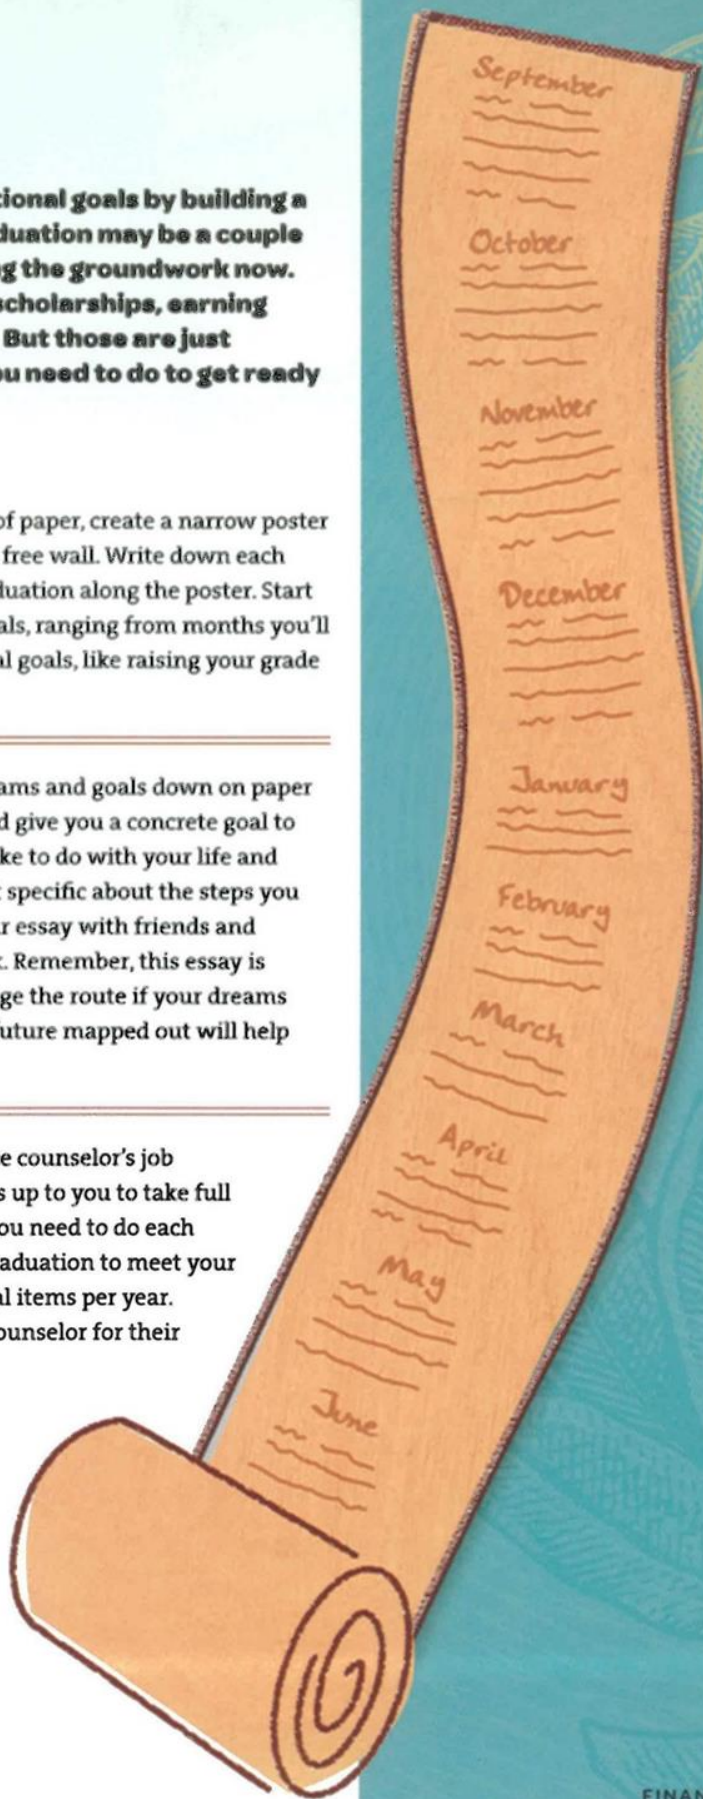 tional goals by building a
duation may be a couple
g the groundwork now.
scholarships, earning
But those are just
ou need to do to get ready
of paper, create a narrow poster
free wall. Write down each
duation along the poster. Start
als, ranging from months you'll
al goals, like raising your grade
ams and goals down on paper
d give you a concrete goal to
ke to do with your life and
specific about the steps you
r essay with friends and
. Remember, this essay is
ge the route if your dreams
uture mapped out will help
e counselor's job
s up to you to take full
ou need to do each
aduation to meet your
al items per year.
ounselor for their
September
October
November
December
January
February
March
April
May
June
FINAN